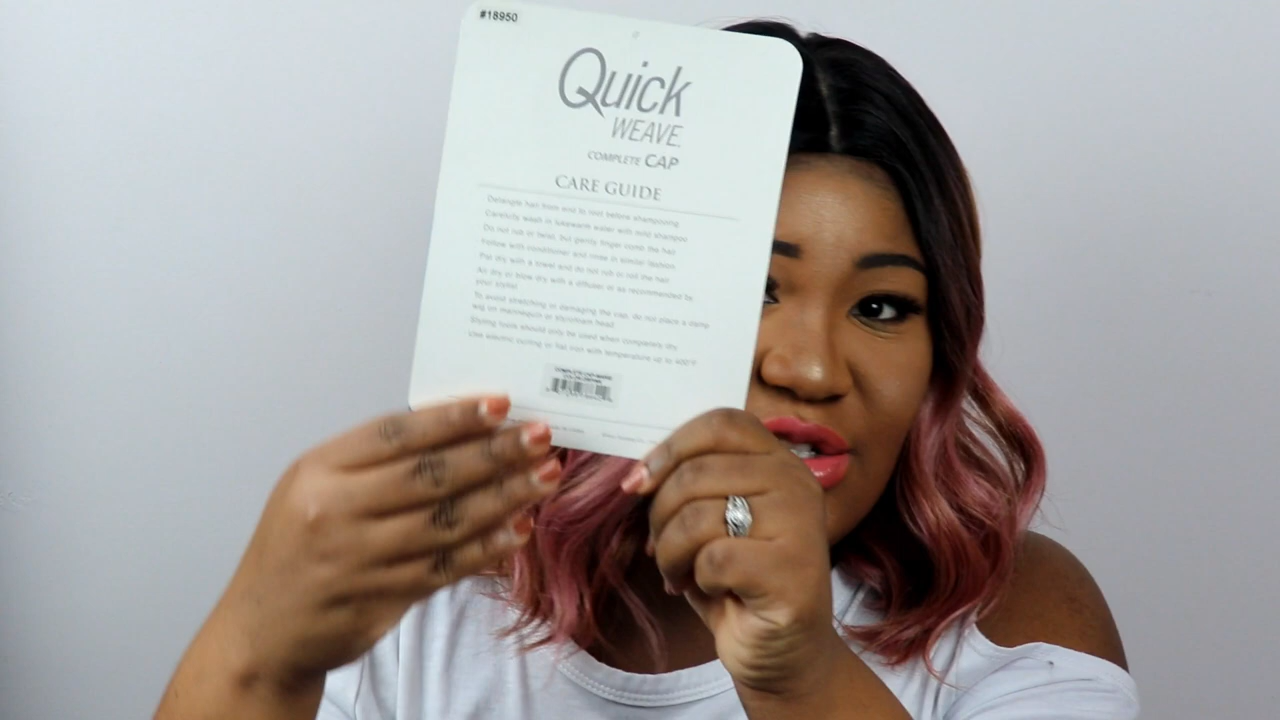 #18950
Quick
WEAVE
COMPLETE CAP
CARE GUIDE
Detangle hair from end to root before shampooing
Carefully wash in lukewarm water with mild shampoo
Do not rub or twist, but gently finger comb the hair
Follow with conditioner and rinse in similar fashion
Pat dry with a towel and do not rub or roll the hair
Air dry or blow dry with a diffuser or as recommended by
your stylist
To avoid stretching or damaging the cap, do not place a damp
wig on mannequin or styrofoam head
Styling tools should only be used when completely dry
Use electric curling or flat iron with temperature up to 400°F